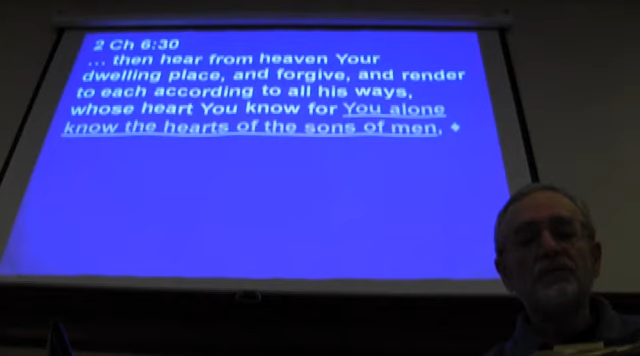 2 Ch 6:30
... then hear from heaven Your
dwelling place, and forgive, and render
to each according to all his ways,
whose heart You know for You alone
know the hearts of the sons of men, ✦